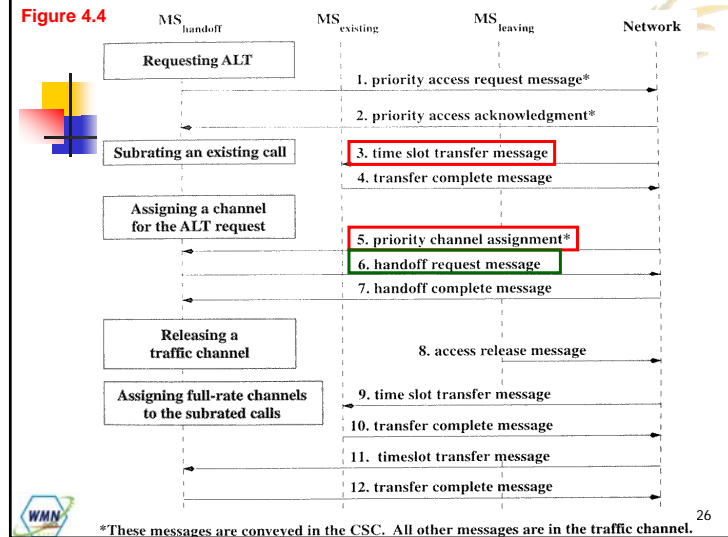 Figure 4.4
MS handoff
MS existing
MS leaving
Network
Requesting ALT
1. priority access request message*
2. priority access acknowledgment*
Subrating an existing call
3. time slot transfer message
4. transfer complete message
Assigning a channel
for the ALT request
5. priority channel assignment*
6. handoff request message
7. handoff complete message
Releasing a
traffic channel
8. access release message
Assigning full-rate channels
to the subrated calls
9. time slot transfer message
10. transfer complete message
11. timeslot transfer message
12. transfer complete message
WMN
26
*These messages are conveyed in the CSC. All other messages are in the traffic channel.